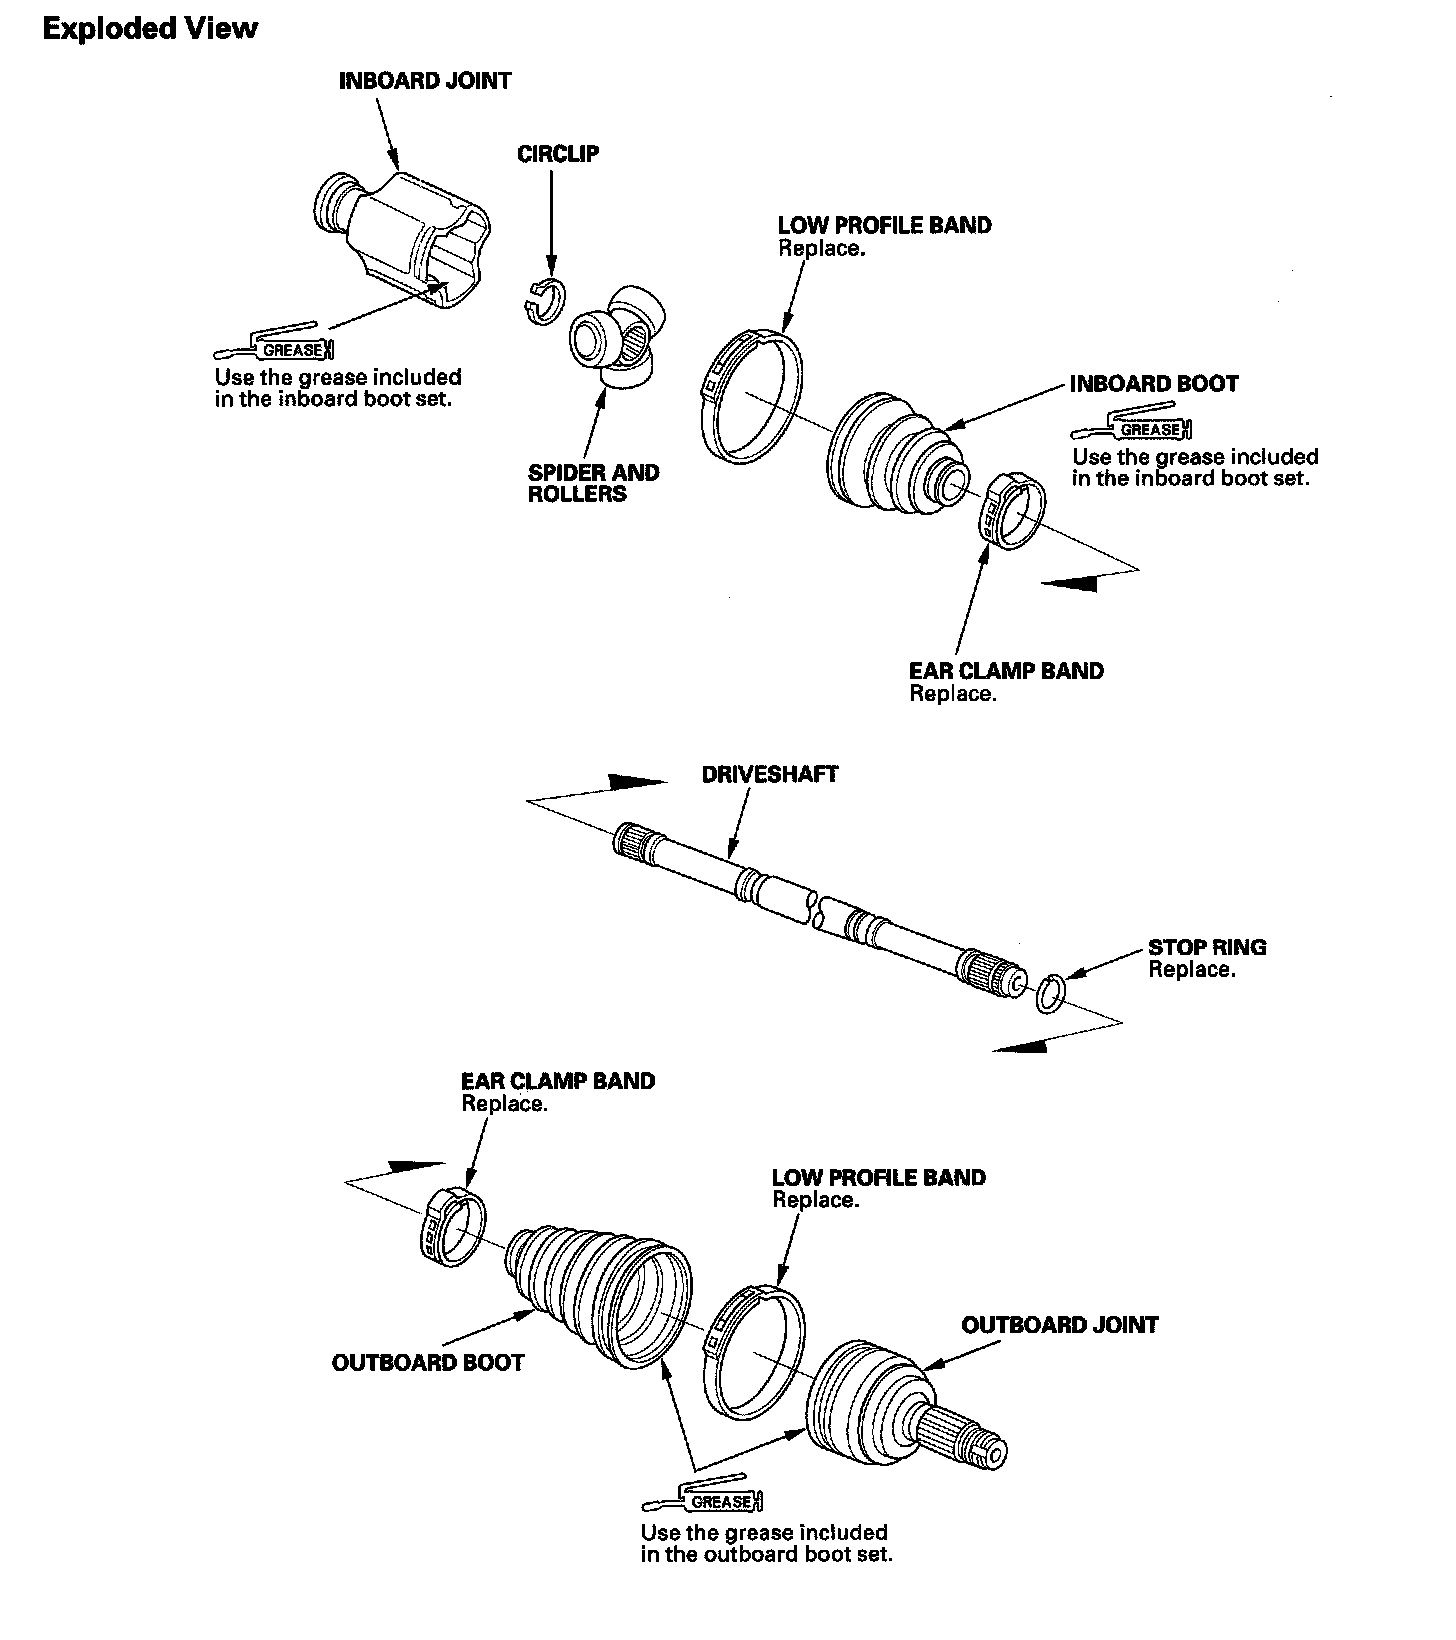 Exploded View
INBOARD JOINT
CIRCLIP
LOW PROFILE BAND
Replace.
GREASE
Use the grease included
in the inboard boot set.
INBOARD BOOT
GREASE
Use the grease included
in the inboard boot set.
SPIDER AND
ROLLERS
EAR CLAMP BAND
Replace.
DRIVESHAFT
STOP RING
Replace.
EAR CLAMP BAND
Replace.
LOW PROFILE BAND
Replace.
OUTBOARD JOINT
OUTBOARD BOOT
GREASE
Use the grease included
in the outboard boot set.